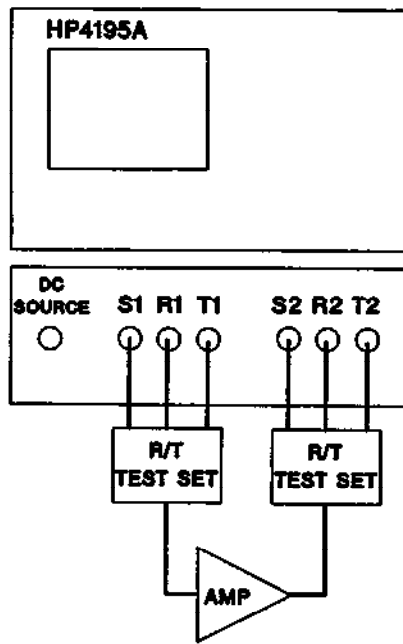 HP4195A
DC
SOURCE
S1 R1 T1
S2 R2 T2
R/T
TEST SET
R/T
TEST SET
AMP